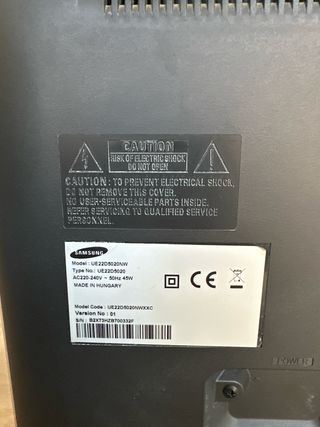 CAUTION
RISK OF ELECTRIC SHOCK
DO NOT OPEN
CAUTION: TO PREVENT ELECTRICAL SHOCK,
DO NOT REMOVE THIS COVER.
NO USER-SERVICEABLE PARTS INSIDE.
REFER SERVICING TO QUALIFIED SERVICE
PERSONNEL.
SAMSUNG
Model : UE22D5020NW
Type No.: UE22D5020
AC220-240V ~ 50Hz 45W
MADE IN HUNGARY
CE
Model Code : UE22D5020NWXXC
Version No : 01
S/N : B2XT3HZB700332F
POWER